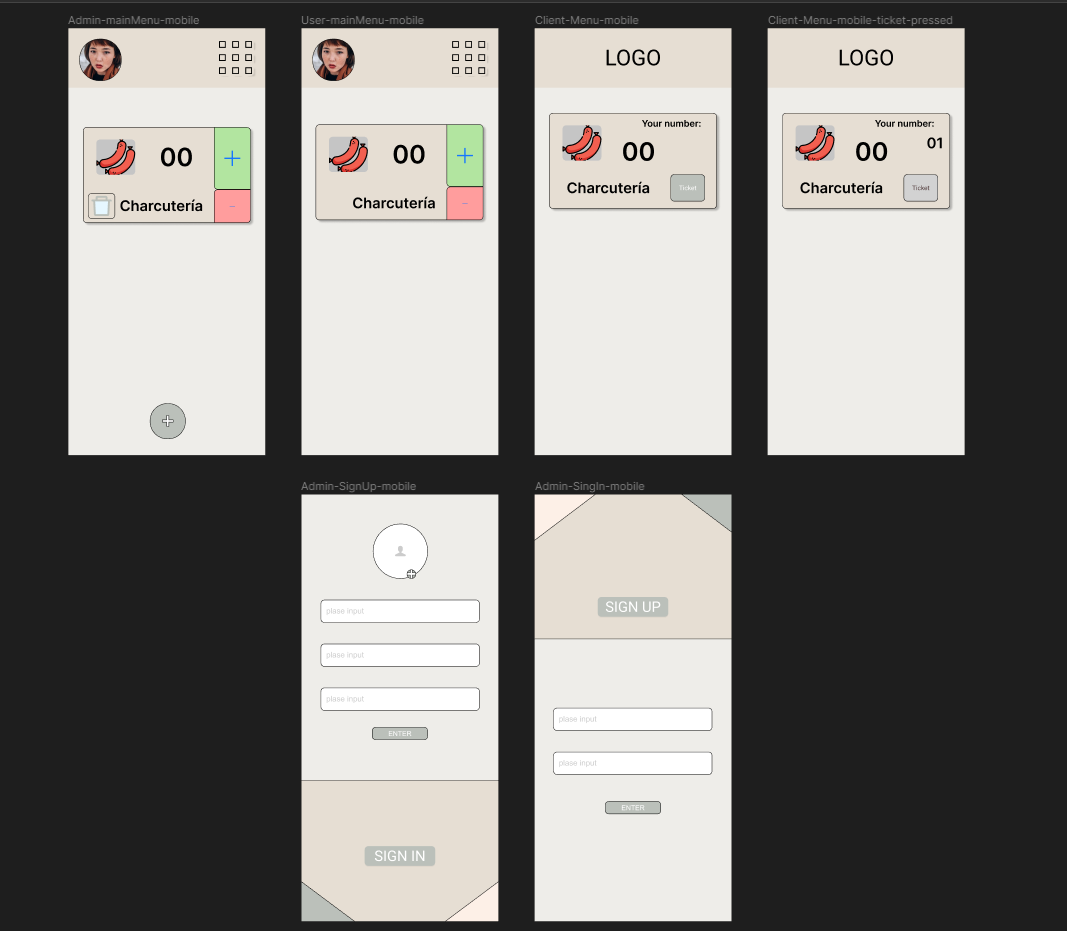 Admin-mainMenu-mobile
User-mainMenu-mobile
Client-Menu-mobile
Client-Menu-mobile-ticket-pressed
00
+
Charcutería
-
+
00
+
Charcutería
-
LOGO
Your number:
00
Charcutería
Ticket
LOGO
Your number:
00
01
Charcutería
Ticket
Admin-SignUp-mobile
Admin-SingIn-mobile
plase input
plase input
plase input
ENTER
SIGN IN
SIGN UP
plase input
plase input
ENTER